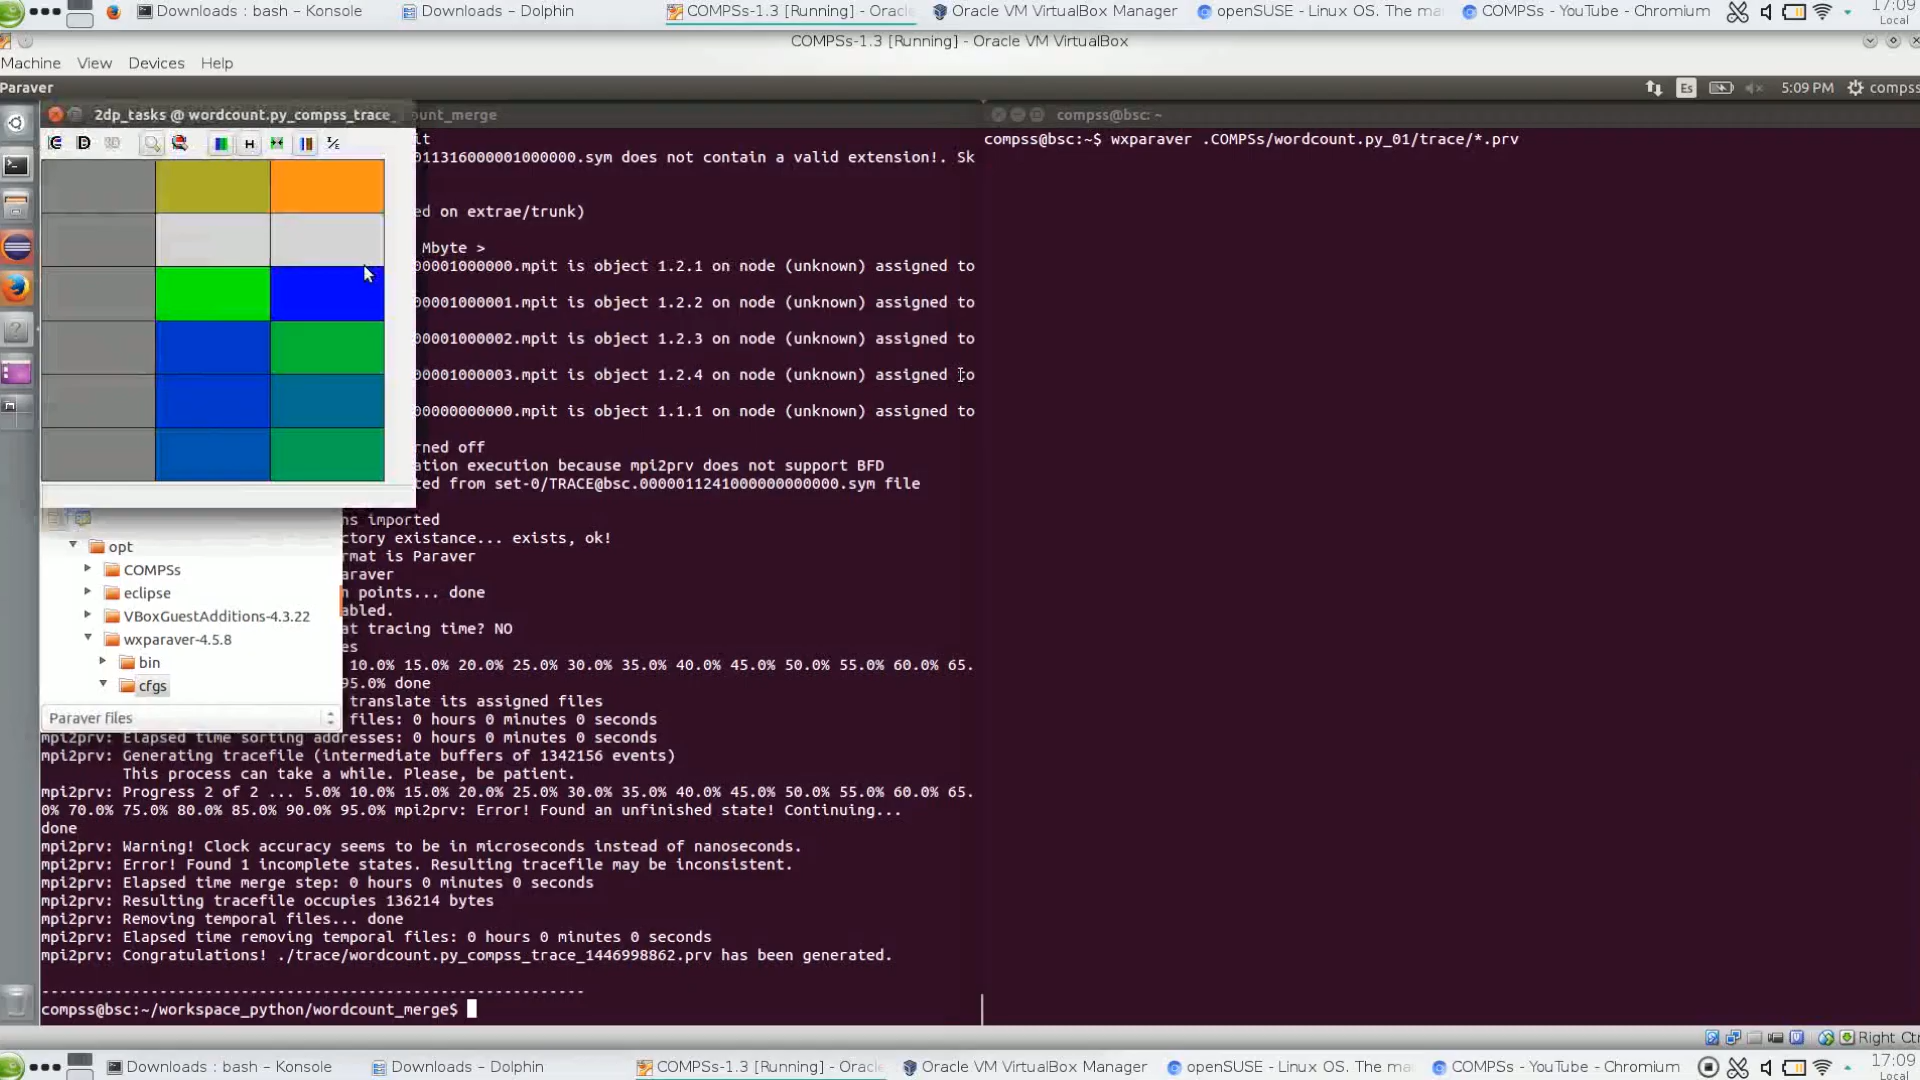 Downloads : bash – Konsole
Downloads – Dolphin
COMPSs-1.3 [Running] - Oracle
Oracle VM VirtualBox Manager
openSUSE - Linux OS. The ma
COMPSs - YouTube - Chromium
17:09
Local
COMPSs-1.3 [Running] - Oracle VM VirtualBox
Machine View Devices Help
Paraver
Es
5:09 PM
compss
2dp_tasks @ wordcount.py_compss_trace_
ount_merge
compss@bsc: ~
it
compss@bsc:~$ wxparaver .COMPSs/wordcount.py_01/trace/*.prv
011316000001000000.sym does not contain a valid extension!. Sk
ed on extrae/trunk)
Mbyte >
00001000000.mpit is object 1.2.1 on node (unknown) assigned to
00001000001.mpit is object 1.2.2 on node (unknown) assigned to
00001000002.mpit is object 1.2.3 on node (unknown) assigned to
00001000003.mpit is object 1.2.4 on node (unknown) assigned to
00000000000.mpit is object 1.1.1 on node (unknown) assigned to
rned off
ation execution because mpi2prv does not support BFD
ted from set-0/TRACE@bsc.0000011241000000000000.sym file
ns imported
ctory existance... exists, ok!
opt
rmat is Paraver
COMPSs
araver
eclipse
n points... done
VBoxGuestAdditions-4.3.22
abled.
wxparaver-4.5.8
at tracing time? NO
es
bin
10.0% 15.0% 20.0% 25.0% 30.0% 35.0% 40.0% 45.0% 50.0% 55.0% 60.0% 65.
cfgs
95.0% done
translate its assigned files
Paraver files
files: 0 hours 0 minutes 0 seconds
mpi2prv: Elapsed time sorting addresses: 0 hours 0 minutes 0 seconds
mpi2prv: Generating tracefile (intermediate buffers of 1342156 events)
This process can take a while. Please, be patient.
mpi2prv: Progress 2 of 2 ... 5.0% 10.0% 15.0% 20.0% 25.0% 30.0% 35.0% 40.0% 45.0% 50.0% 55.0% 60.0% 65.
0% 70.0% 75.0% 80.0% 85.0% 90.0% 95.0% mpi2prv: Error! Found an unfinished state! Continuing...
done
mpi2prv: Warning! Clock accuracy seems to be in microseconds instead of nanoseconds.
mpi2prv: Error! Found 1 incomplete states. Resulting tracefile may be inconsistent.
mpi2prv: Elapsed time merge step: 0 hours 0 minutes 0 seconds
mpi2prv: Resulting tracefile occupies 136214 bytes
mpi2prv: Removing temporal files... done
mpi2prv: Elapsed time removing temporal files: 0 hours 0 minutes 0 seconds
mpi2prv: Congratulations! ./trace/wordcount.py_compss_trace_1446998862.prv has been generated.
------------------------------------------------------------
compss@bsc:~/workspace_python/wordcount_merge$
Right Ctr
Downloads : bash – Konsole
Downloads – Dolphin
COMPSs-1.3 [Running] - Oracle
Oracle VM VirtualBox Manager
openSUSE - Linux OS. The ma
COMPSs - YouTube - Chromium
17:09
Local